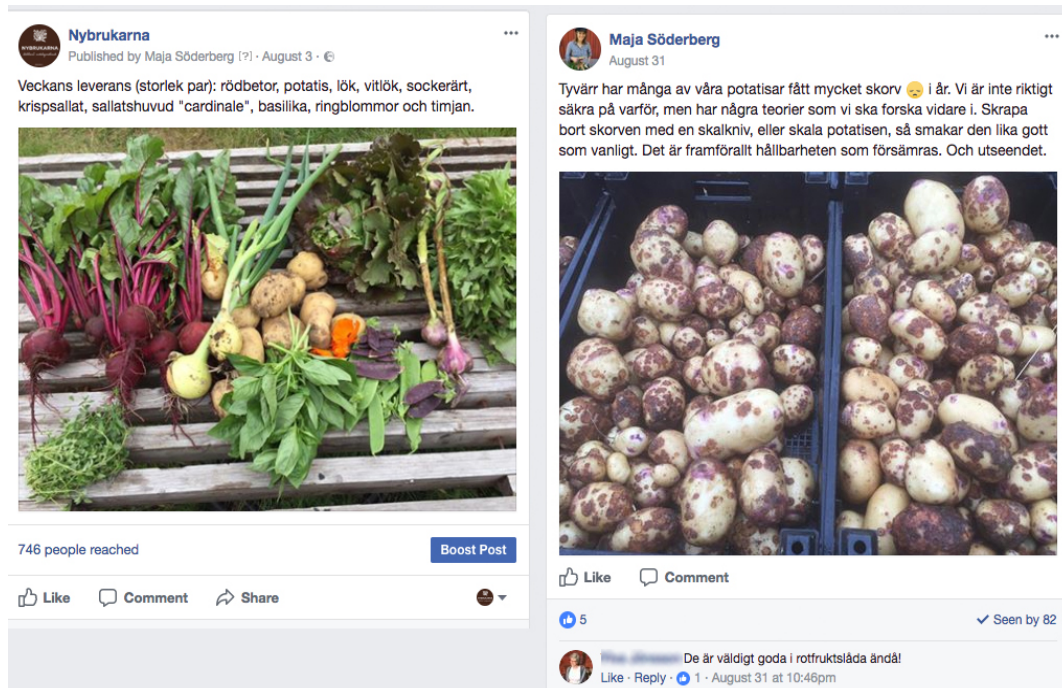 NYBRUKARNA
Nybrukarna
Published by Maja Söderberg [?] · August 3 ·
Veckans leverans (storlek par): rödbetor, potatis, lök, vitlök, sockerärt,
krispsallat, sallatshuvud "cardinale", basilika, ringblommor och timjan.
746 people reached
Boost Post
Like Comment Share
Maja Söderberg
August 31
Tyvärr har många av våra potatisar fått mycket skorv 😞 i år. Vi är inte riktigt
säkra på varför, men har några teorier som vi ska forska vidare i. Skrapa
bort skorven med en skalkniv, eller skala potatisen, så smakar den lika gott
som vanligt. Det är framförallt hållbarheten som försämras. Och utseendet.
Like Comment
5 Seen by 82
De är väldigt goda i rotfruktslåda ändå!
Like · Reply · 1 · August 31 at 10:46pm